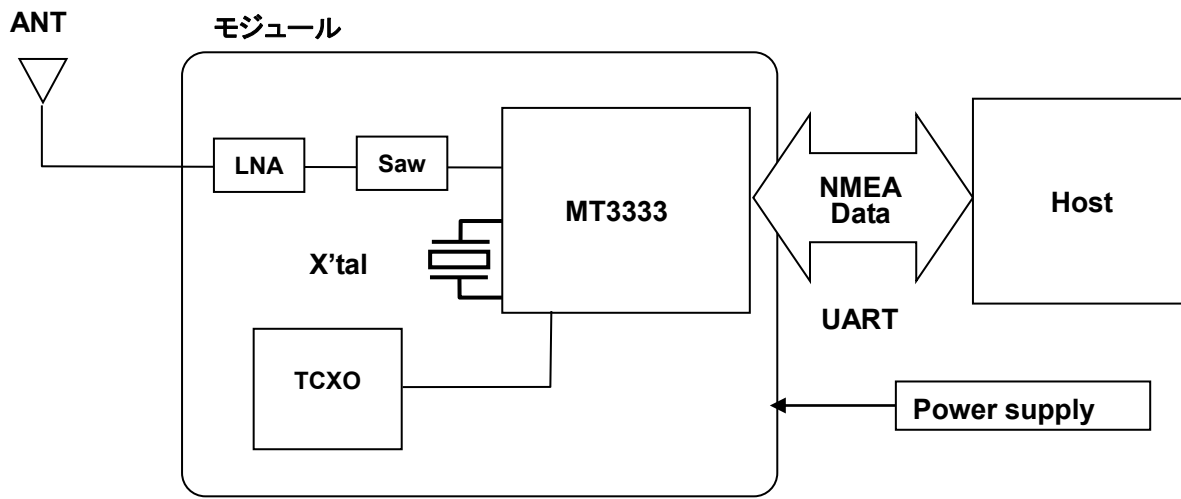 ANT
モジュール
LNA
Saw
MT3333
NMEA
Data
Host
X'tal
UART
TCXO
Power supply